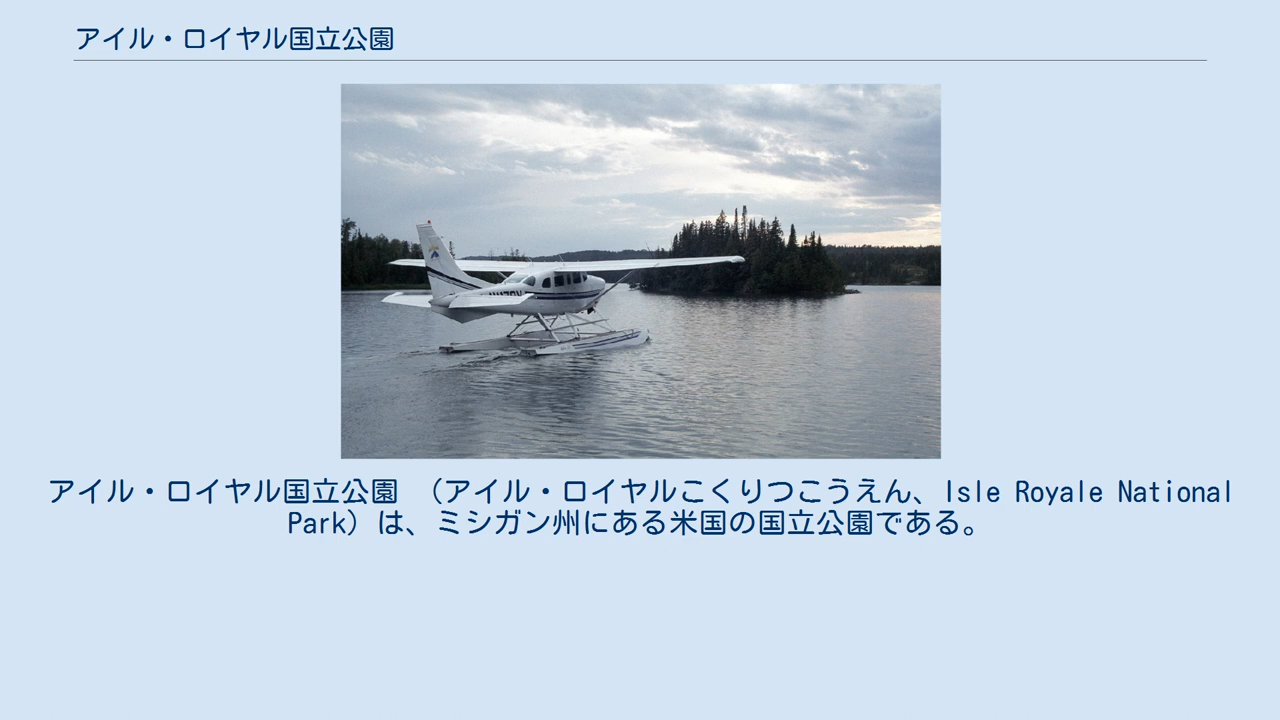 アイル・ロイヤル国立公園
アイル・ロイヤル国立公園 （アイル・ロイヤルこくりつこうえん、Isle Royale National
Park）は、ミシガン州にある米国の国立公園である。